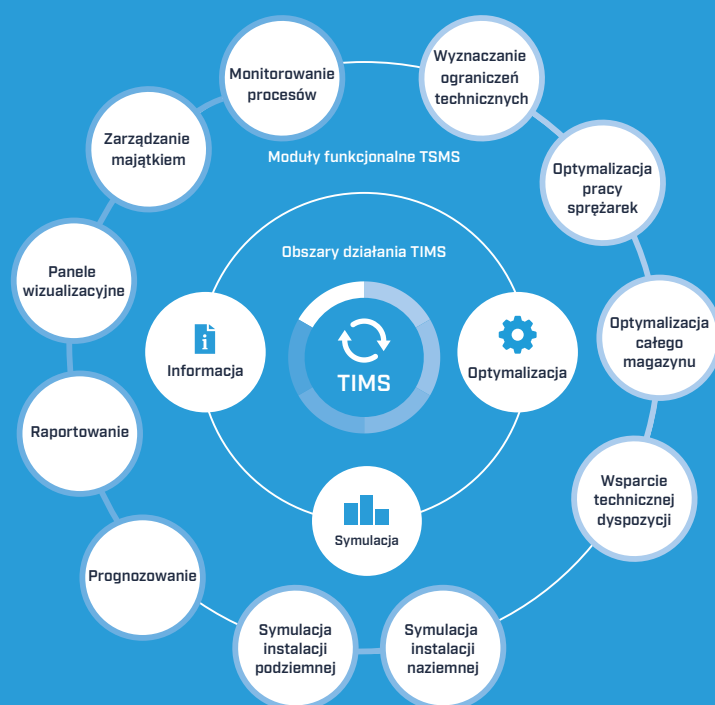 Monitorowanie
procesów
Wyznaczanie
ograniczeń
technicznych
Zarządzanie
majątkiem
Moduły funkcjonalne TSMS
Optymalizacja
pracy
sprężarek
Obszary działania TIMS
Panele
wizualizacyjne
Informacja
TIMS
Optymalizacja
Optymalizacja
całego
magazynu
Raportowanie
Wsparcie
technicznej
dyspozycji
Symulacja
Prognozowanie
Symulacja
instalacji
podziemnej
Symulacja
instalacji
naziemnej